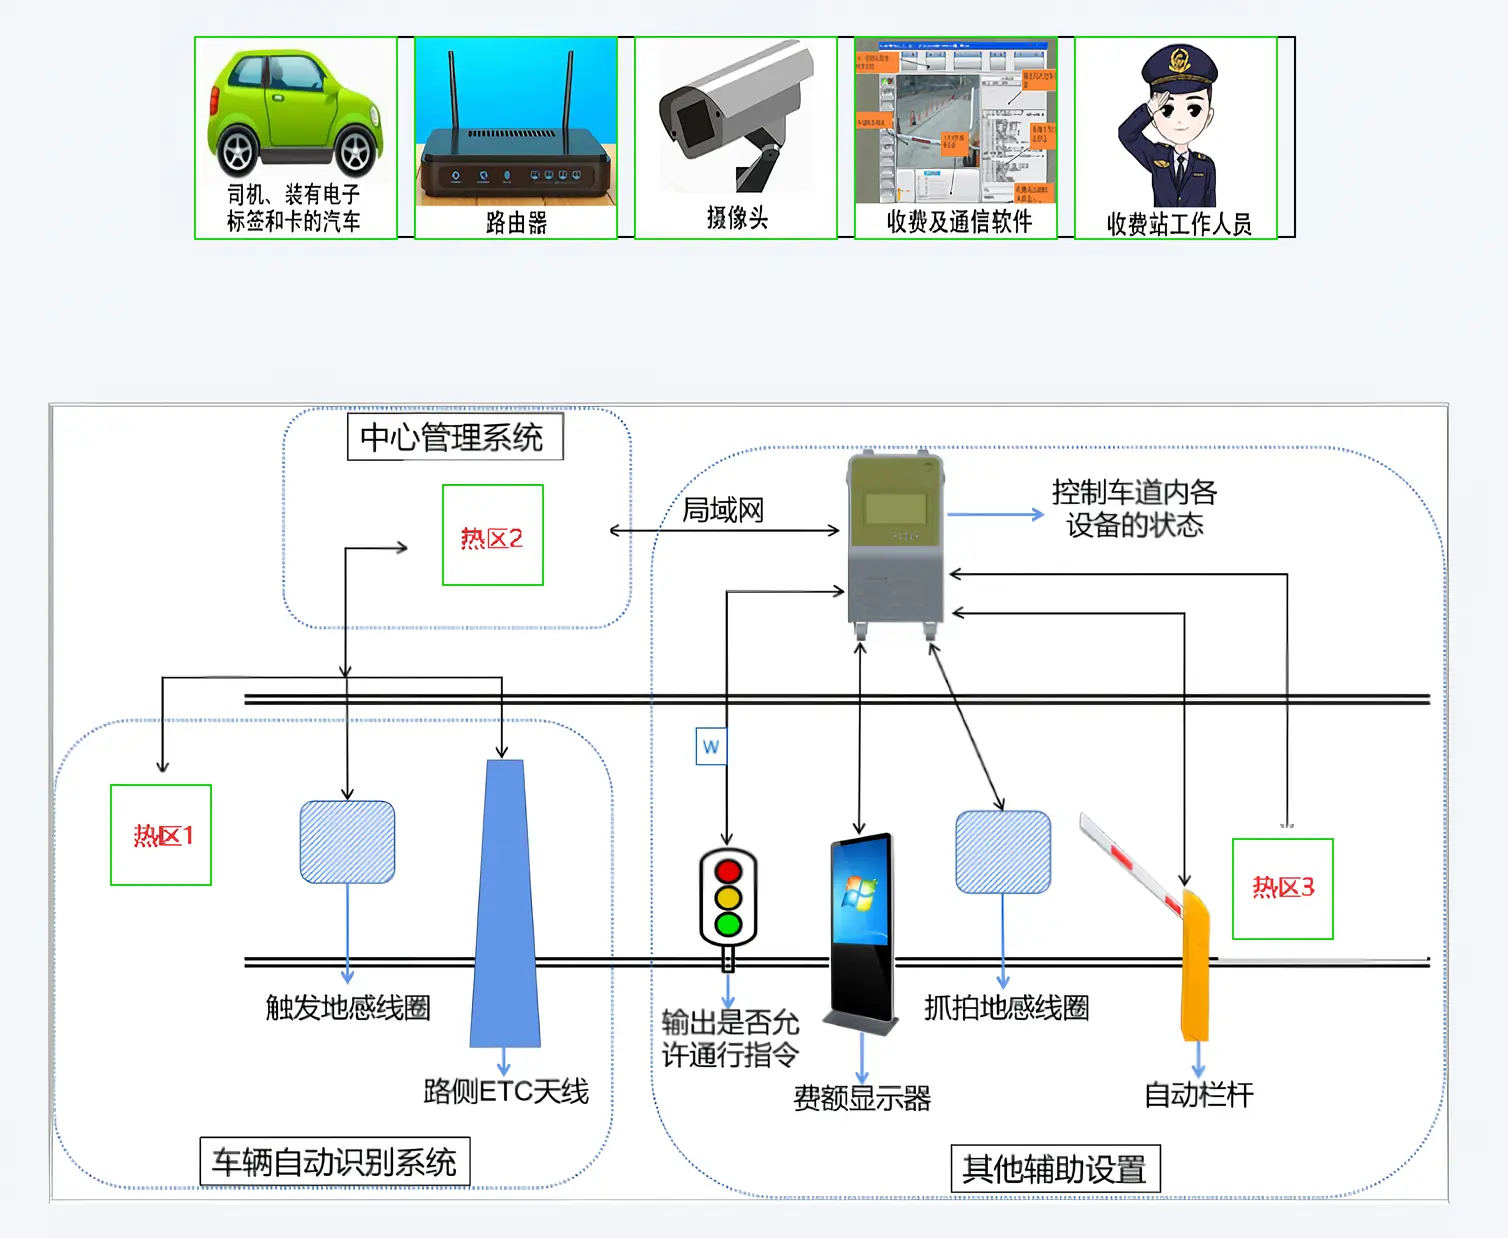 司机、装有电子
标签和卡的汽车
路由器
摄像头
收费及通信软件
收费站工作人员
中心管理系统
热区2
局域网
控制车道内各
设备的状态
W
热区1
热区3
触发地感线圈
路侧ETC天线
输出是否允
许通行指令
费额显示器
抓拍地感线圈
自动栏杆
车辆自动识别系统
其他辅助设置